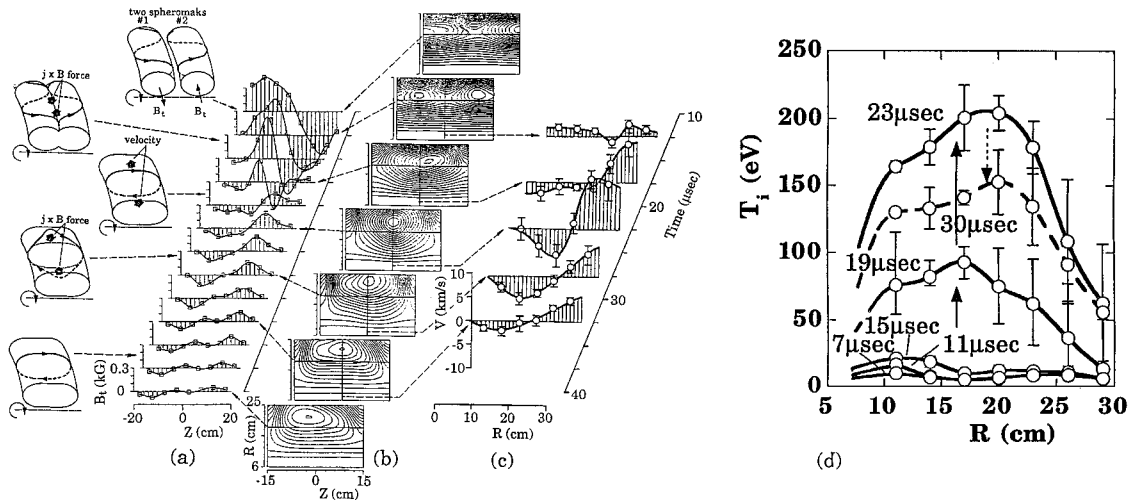 two spheromaks
#1 #2
j x B force
B_t B_t
velocity
j x B force
B_t (kG)
0.3
0
-20 0 20
Z (cm)
(a)
R (cm)
25
6
-15 0 15
Z (cm)
(b)
V (km/s)
10
5
0
-5
-10
0 10 20 30
R (cm)
(c)
Time (μsec)
10
20
30
40
T_i (eV)
250
200
150
100
50
0
23μsec
30μsec
19μsec
15μsec
7μsec
11μsec
5 10 15 20 25 30
R (cm)
(d)